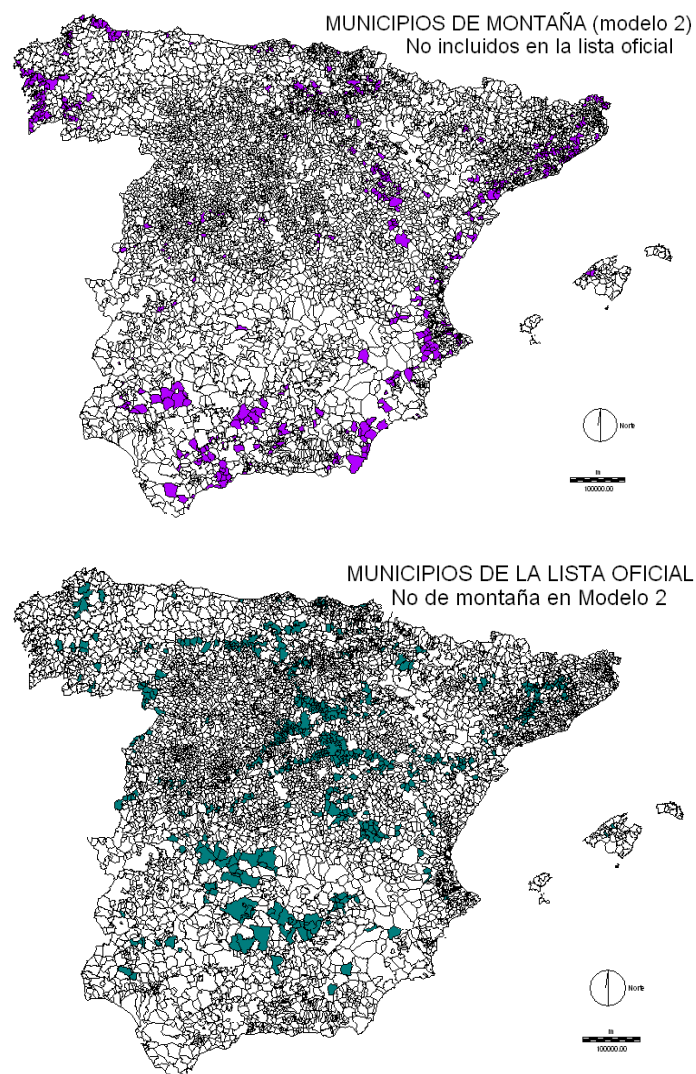 MUNICIPIOS DE MONTAÑA (modelo 2)
No incluidos en la lista oficial
Norte
m
100000.00
MUNICIPIOS DE LA LISTA OFICIAL
No de montaña en Modelo 2
Norte
m
100000.00